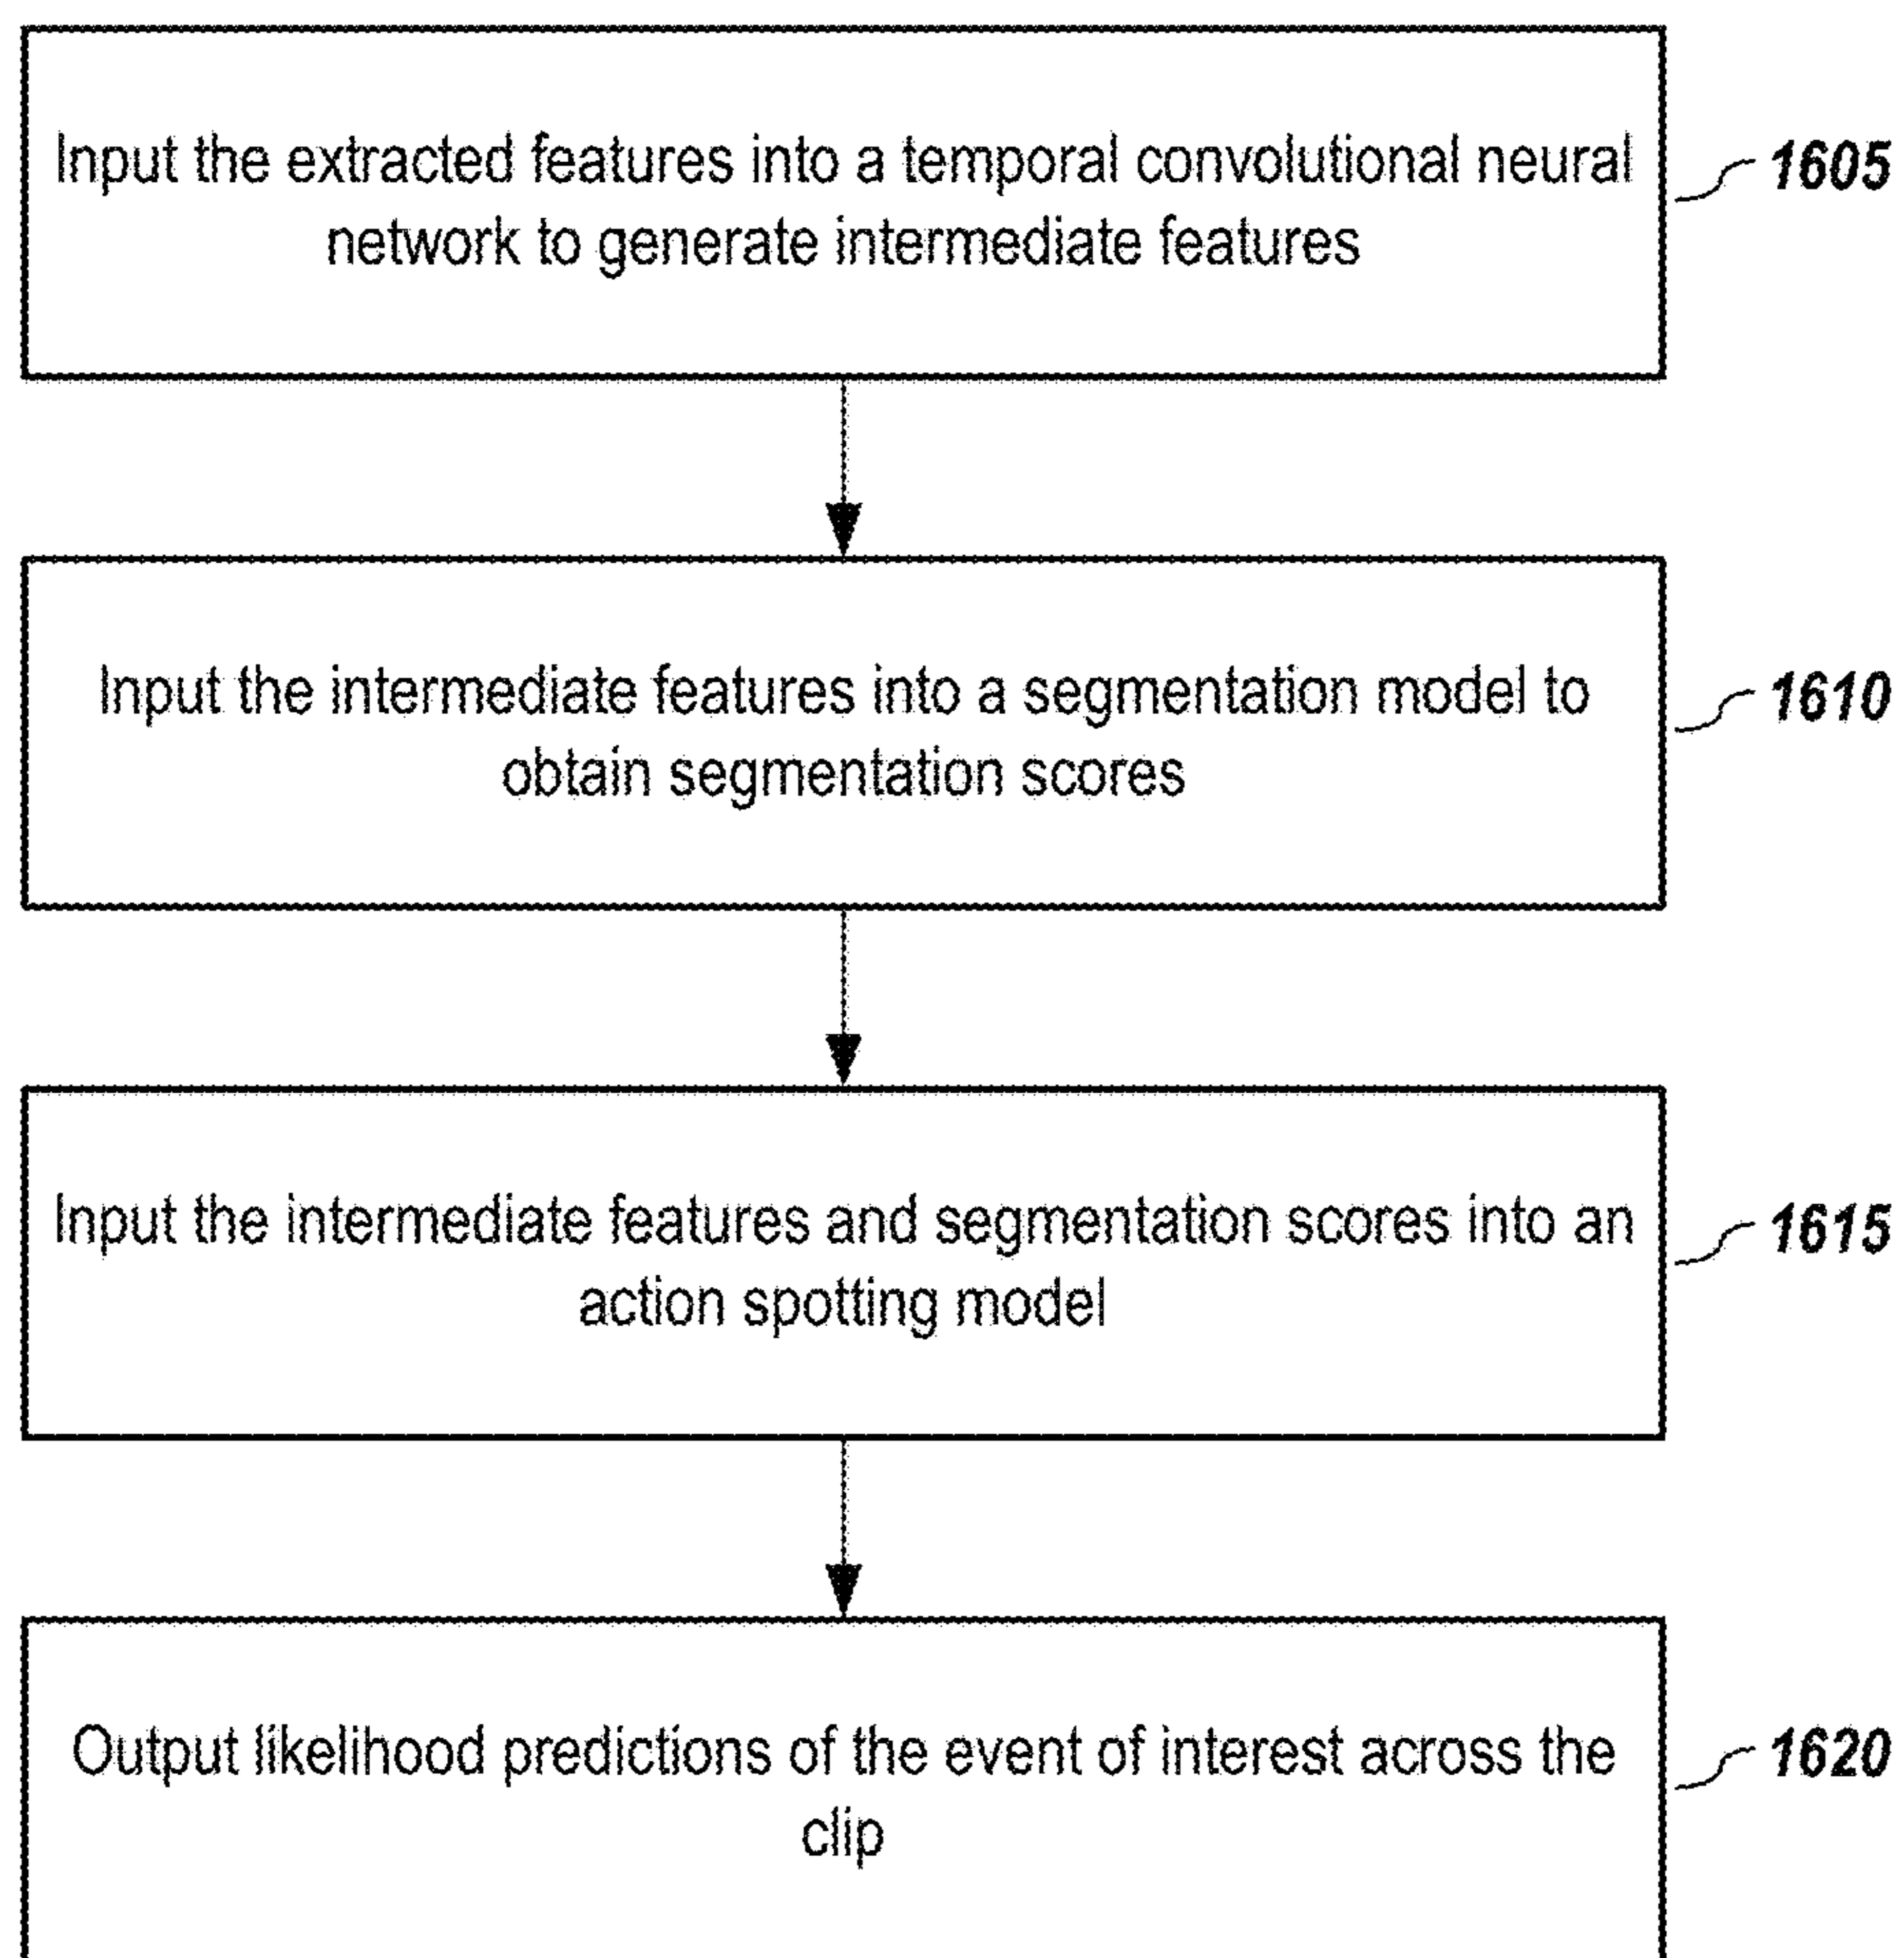 Input the extracted features into a temporal convolutional neural
network to generate intermediate features
1605
Input the intermediate features into a segmentation model to
obtain segmentation scores
1610
Input the intermediate features and segmentation scores into an
action spotting model
1615
Output likelihood predictions of the event of interest across the
clip
1620